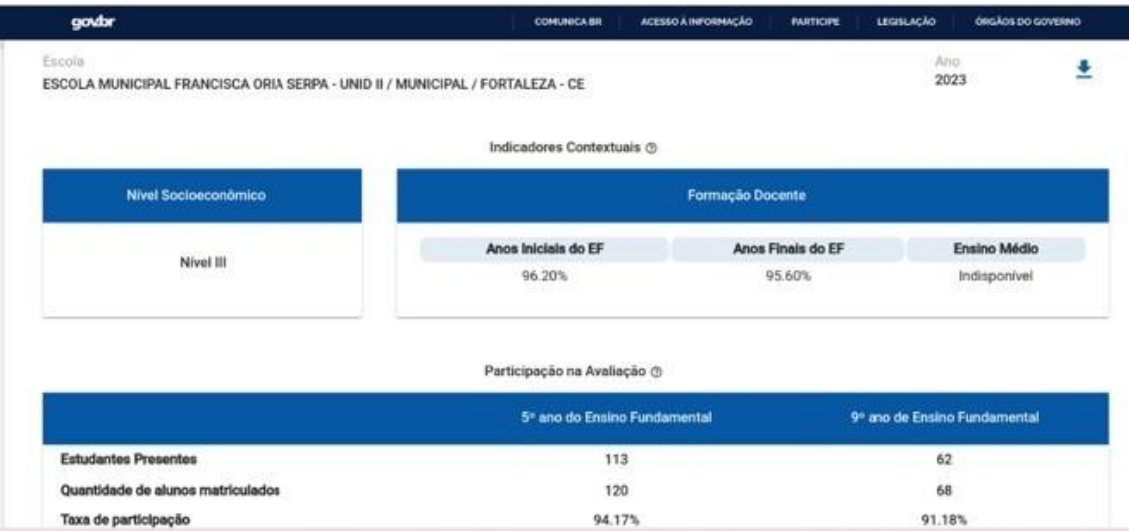 gov.br COMUNICA BR ACESSO À INFORMAÇÃO PARTICIPE LEGISLAÇÃO ÓRGÃOS DO GOVERNO
Escola Ano
ESCOLA MUNICIPAL FRANCISCA ORIA SERPA - UNID II / MUNICIPAL / FORTALEZA - CE 2023
Indicadores Contextuais
Nível Socioeconômico Formação Docente
Anos Iniciais do EF Anos Finais do EF Ensino Médio
Nível III 96.20% 95.60% Indisponível
Participação na Avaliação
5º ano do Ensino Fundamental 9º ano de Ensino Fundamental
Estudantes Presentes 113 62
Quantidade de alunos matriculados 120 68
Taxa de participação 94.17% 91.18%